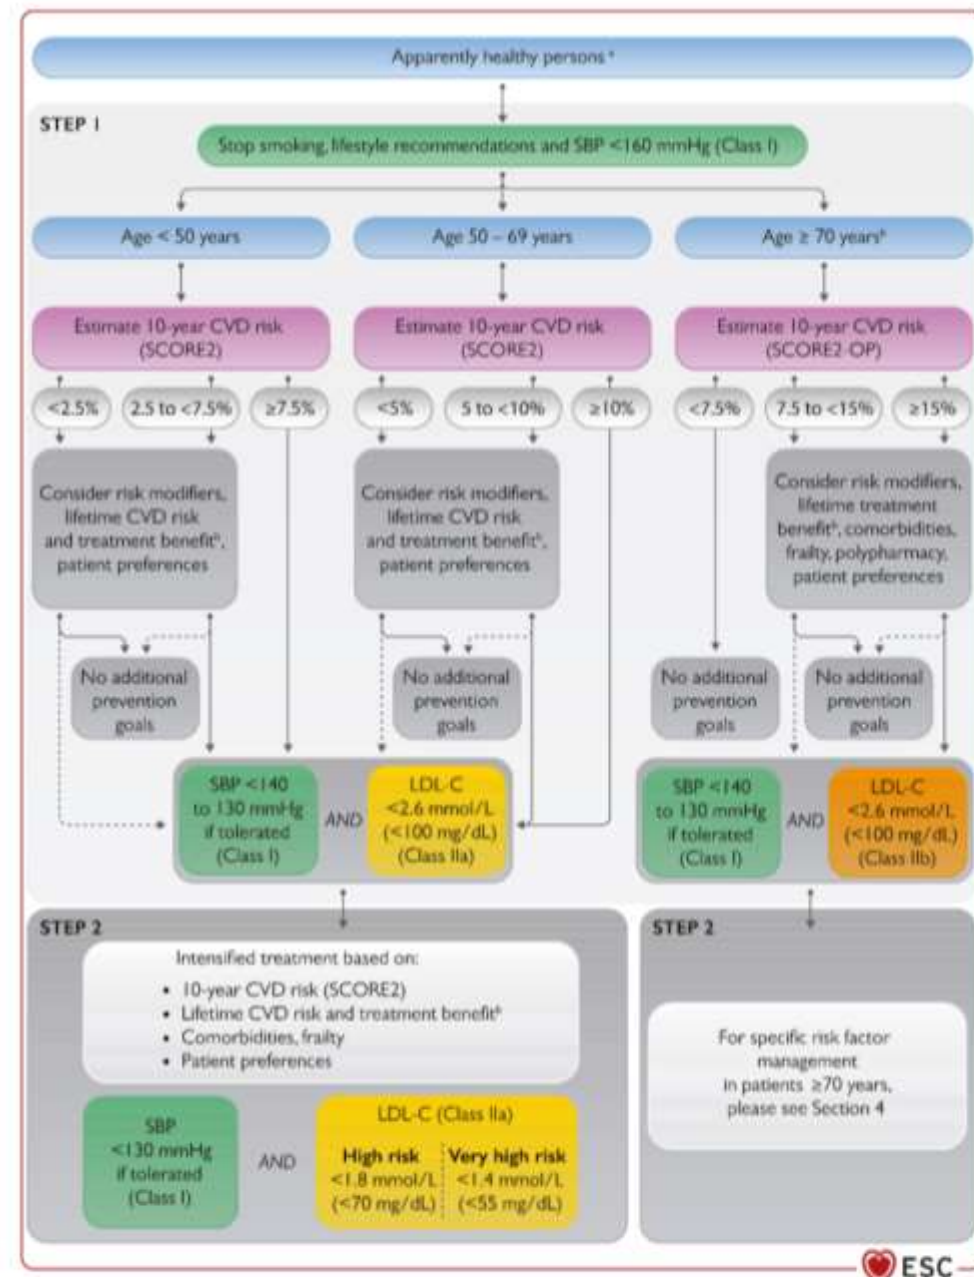 Apparently healthy persons a
STEP 1
Stop smoking, lifestyle recommendations and SBP <160 mmHg (Class I)
Age < 50 years
Age 50 – 69 years
Age ≥ 70 years b
Estimate 10-year CVD risk
(SCORE2)
Estimate 10-year CVD risk
(SCORE2)
Estimate 10-year CVD risk
(SCORE2-OP)
<2.5%
2.5 to <7.5%
≥7.5%
<5%
5 to <10%
≥10%
<7.5%
7.5 to <15%
≥15%
Consider risk modifiers,
lifetime CVD risk
and treatment benefit b,
patient preferences
Consider risk modifiers,
lifetime CVD risk
and treatment benefit b,
patient preferences
Consider risk modifiers,
lifetime treatment
benefit b, comorbidities,
frailty, polypharmacy,
patient preferences
No additional
prevention
goals
No additional
prevention
goals
No additional
prevention
goals
No additional
prevention
goals
SBP <140
to 130 mmHg
if tolerated
(Class I)
AND
LDL-C
<2.6 mmol/L
(<100 mg/dL)
(Class IIa)
SBP <140
to 130 mmHg
if tolerated
(Class I)
AND
LDL-C
<2.6 mmol/L
(<100 mg/dL)
(Class IIb)
STEP 2
Intensified treatment based on:
• 10-year CVD risk (SCORE2)
• Lifetime CVD risk and treatment benefit b
• Comorbidities, frailty
• Patient preferences
SBP
<130 mmHg
if tolerated
(Class I)
AND
LDL-C (Class IIa)
High risk
<1.8 mmol/L
(<70 mg/dL)
Very high risk
<1.4 mmol/L
(<55 mg/dL)
STEP 2
For specific risk factor
management
in patients ≥70 years,
please see Section 4
ESC